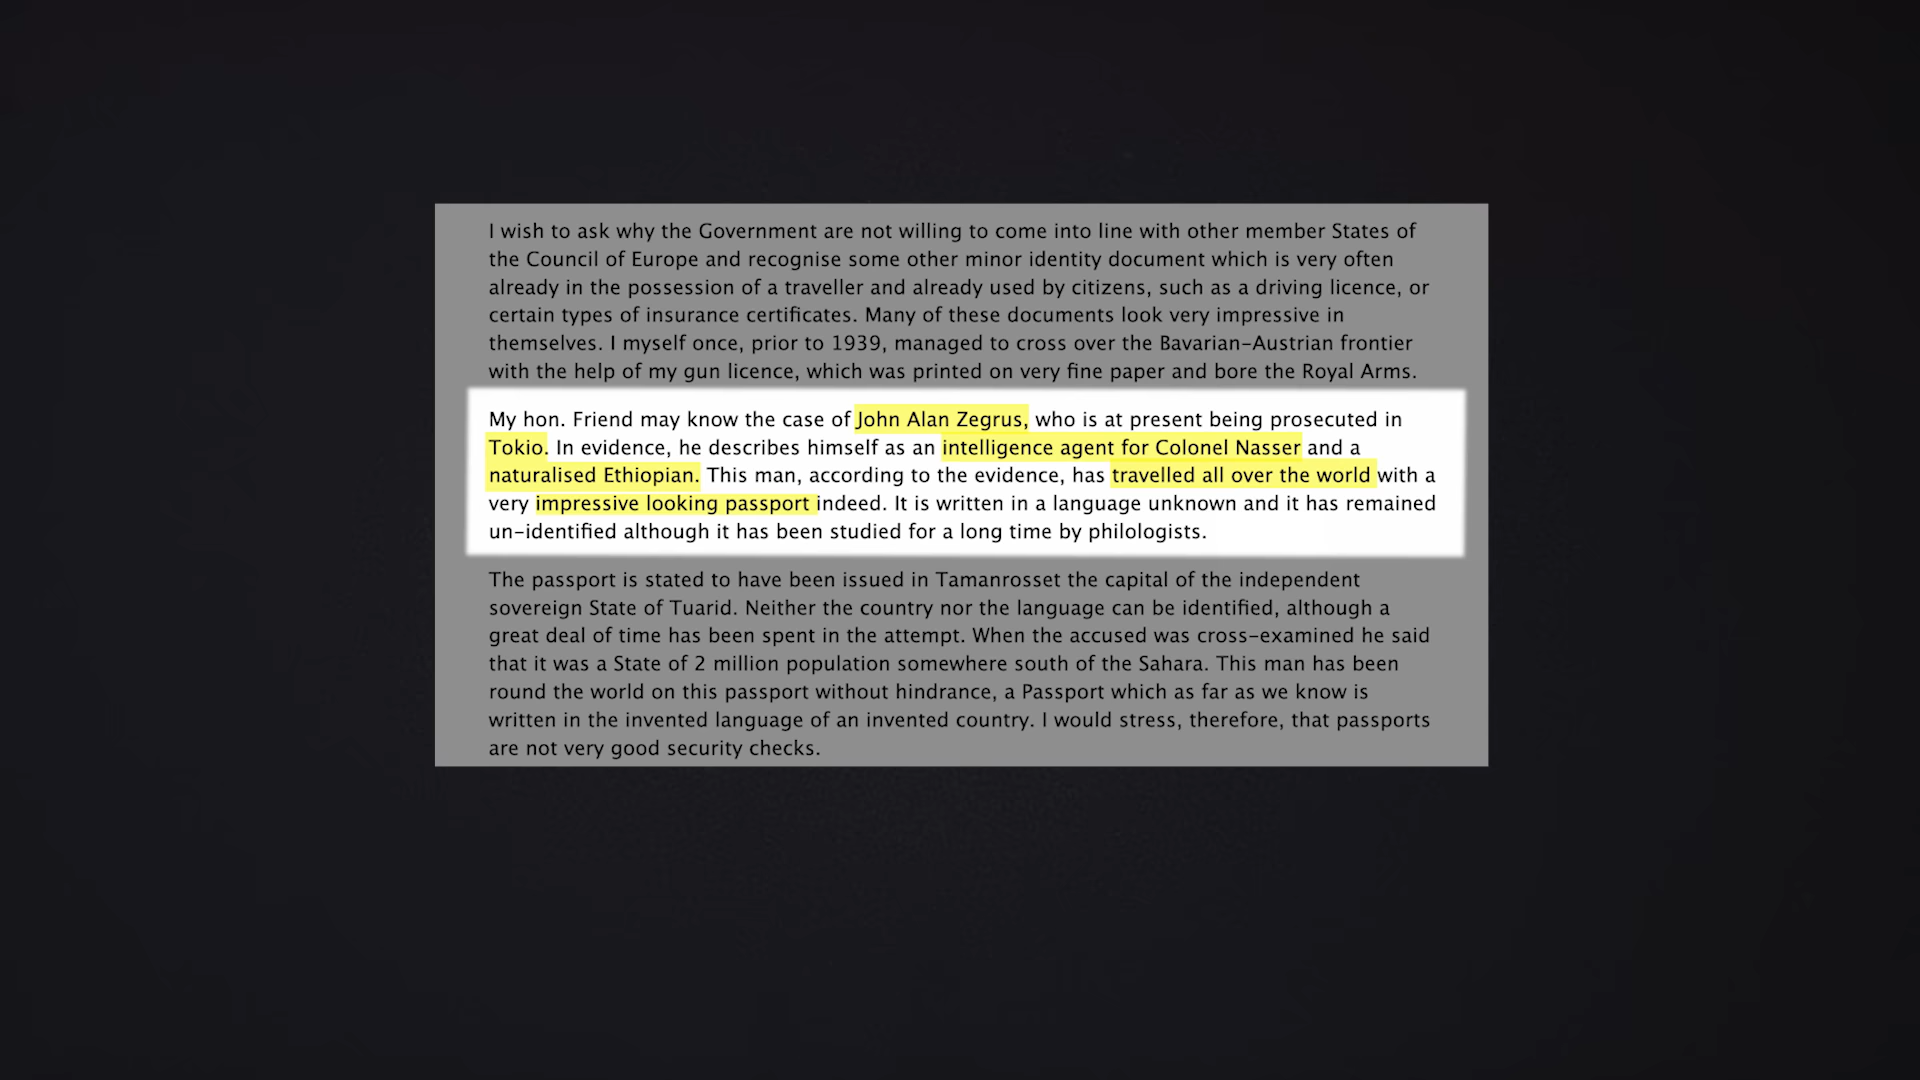 I wish to ask why the Government are not willing to come into line with other member States of
the Council of Europe and recognise some other minor identity document which is very often
already in the possession of a traveller and already used by citizens, such as a driving licence, or
certain types of insurance certificates. Many of these documents look very impressive in
themselves. I myself once, prior to 1939, managed to cross over the Bavarian-Austrian frontier
with the help of my gun licence, which was printed on very fine paper and bore the Royal Arms.
My hon. Friend may know the case of John Alan Zegrus, who is at present being prosecuted in
Tokio. In evidence, he describes himself as an intelligence agent for Colonel Nasser and a
naturalised Ethiopian. This man, according to the evidence, has travelled all over the world with a
very impressive looking passport indeed. It is written in a language unknown and it has remained
un-identified although it has been studied for a long time by philologists.
The passport is stated to have been issued in Tamanrosset the capital of the independent
sovereign State of Tuarid. Neither the country nor the language can be identified, although a
great deal of time has been spent in the attempt. When the accused was cross-examined he said
that it was a State of 2 million population somewhere south of the Sahara. This man has been
round the world on this passport without hindrance, a Passport which as far as we know is
written in the invented language of an invented country. I would stress, therefore, that passports
are not very good security checks.